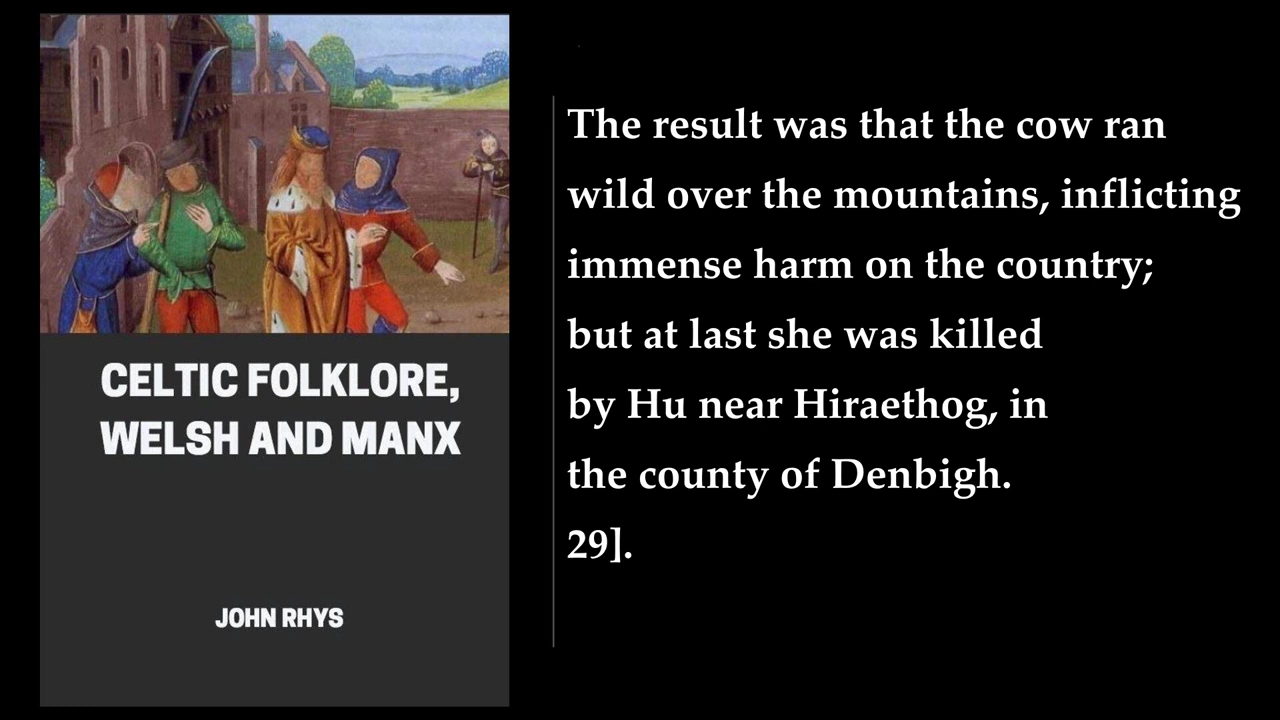 CELTIC FOLKLORE,
WELSH AND MANX
JOHN RHYS
The result was that the cow ran
wild over the mountains, inflicting
immense harm on the country;
but at last she was killed
by Hu near Hiraethog, in
the county of Denbigh.
29].